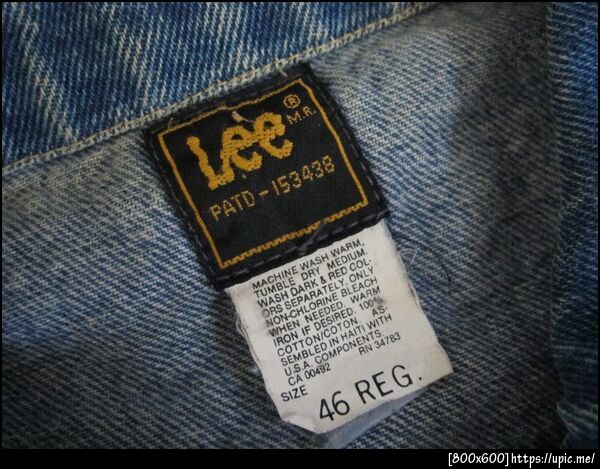 Lee ® M.R.
PATD-153438
MACHINE WASH WARM,
TUMBLE DRY MEDIUM.
WASH DARK & RED COL-
ORS SEPARATELY. ONLY
NON-CHLORINE BLEACH
WHEN NEEDED. WARM
IRON IF DESIRED. 100%
COTTON/COTON. AS-
SEMBLED IN HAITI WITH
U.S.A. COMPONENTS.
CA 00492 RN 34783
SIZE
46 REG.
[800x600]https://upic.me/